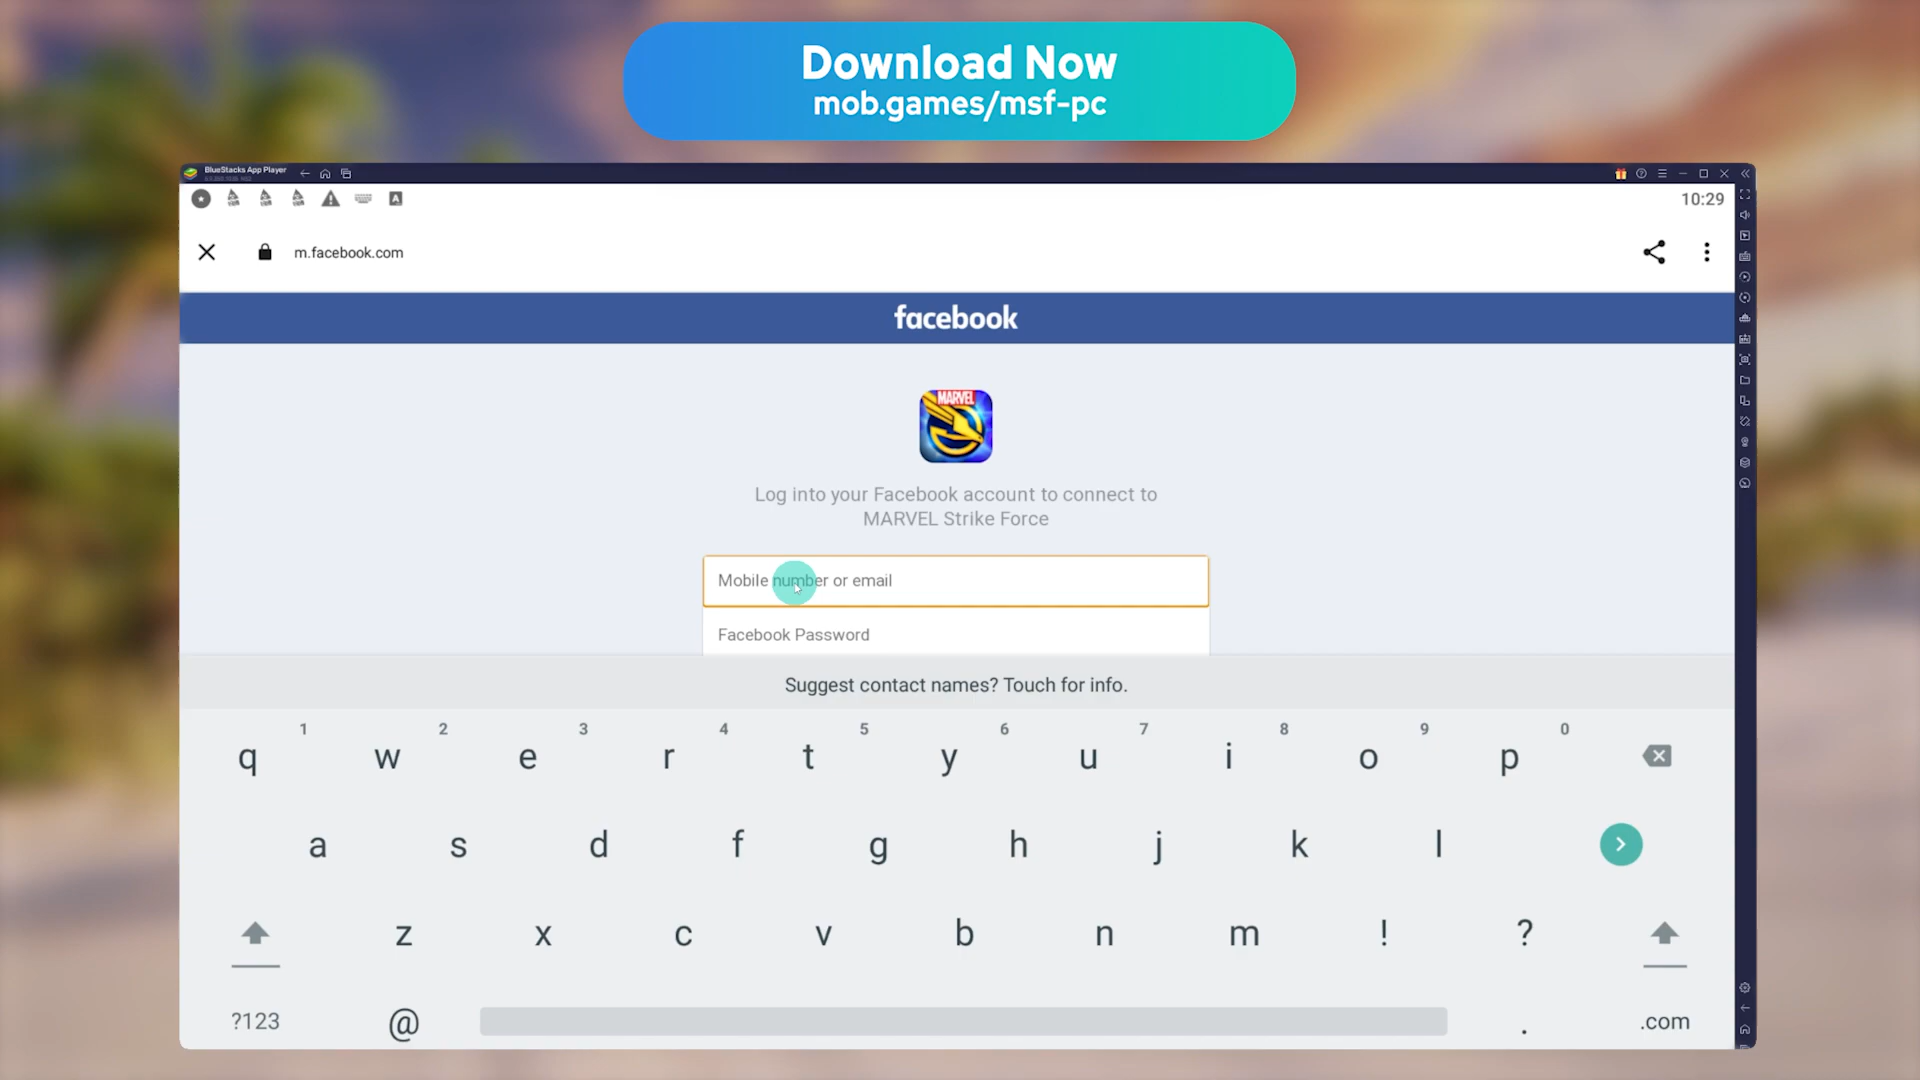 Download Now
mob.games/msf-pc
BlueStacks App Player
10:29
m.facebook.com
facebook
MARVEL
Log into your Facebook account to connect to
MARVEL Strike Force
Mobile number or email
Facebook Password
Suggest contact names? Touch for info.
1 2 3 4 5 6 7 8 9 0
q w e r t y u i o p
a s d f g h j k l
z x c v b n m ! ?
?123 @ . .com